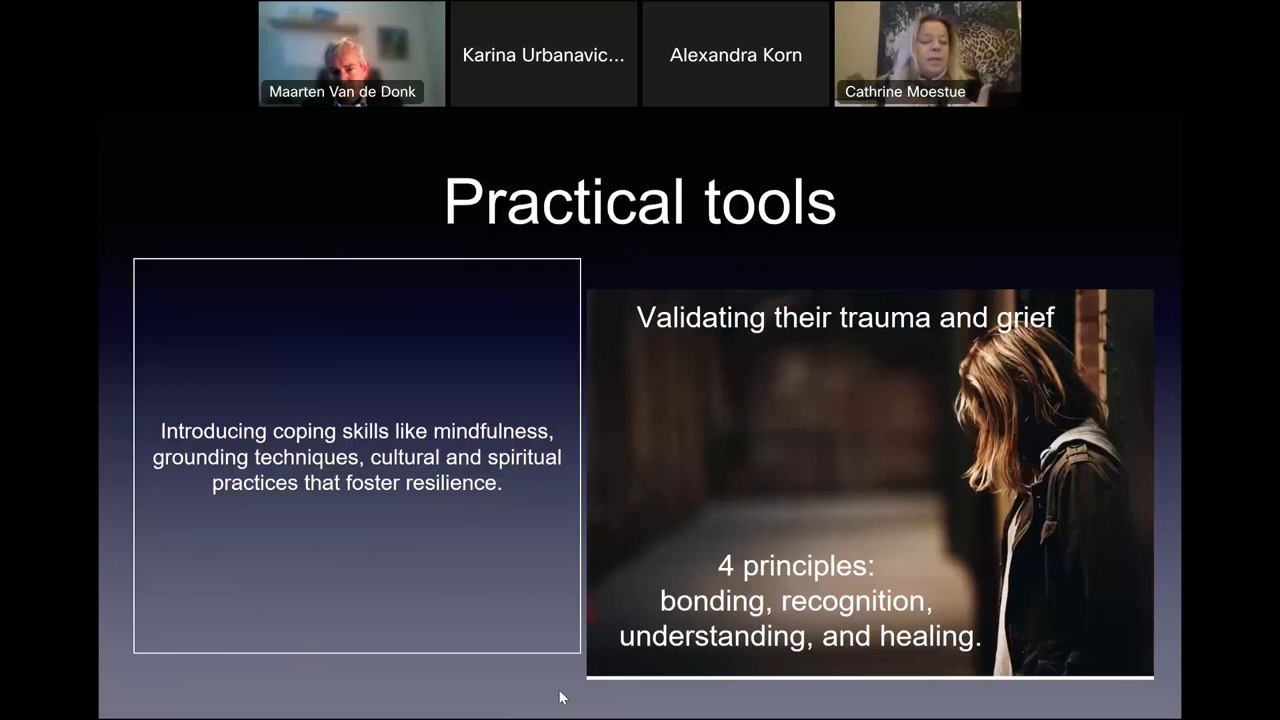 Maarten Van de Donk
Karina Urbanavic...
Alexandra Korn
Cathrine Moestue
Practical tools
Introducing coping skills like mindfulness,
grounding techniques, cultural and spiritual
practices that foster resilience.
Validating their trauma and grief
4 principles:
bonding, recognition,
understanding, and healing.